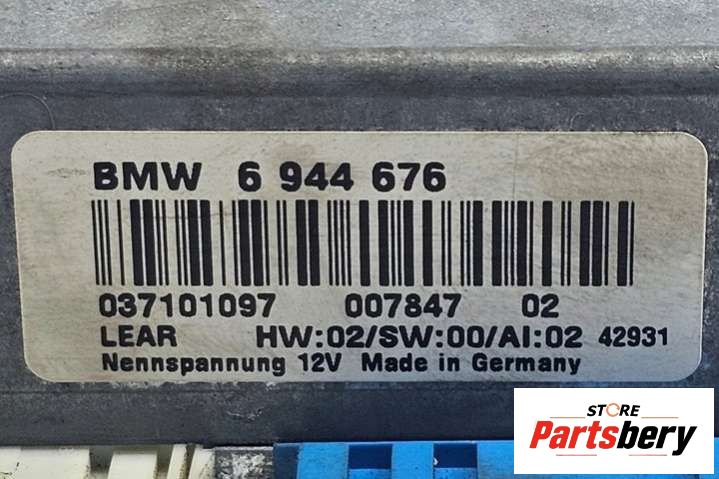 BMW 6 944 676
037101097 007847 02
LEAR HW:02/SW:00/AI:02 42931
Nennspannung 12V Made in Germany
STORE
Partsbery